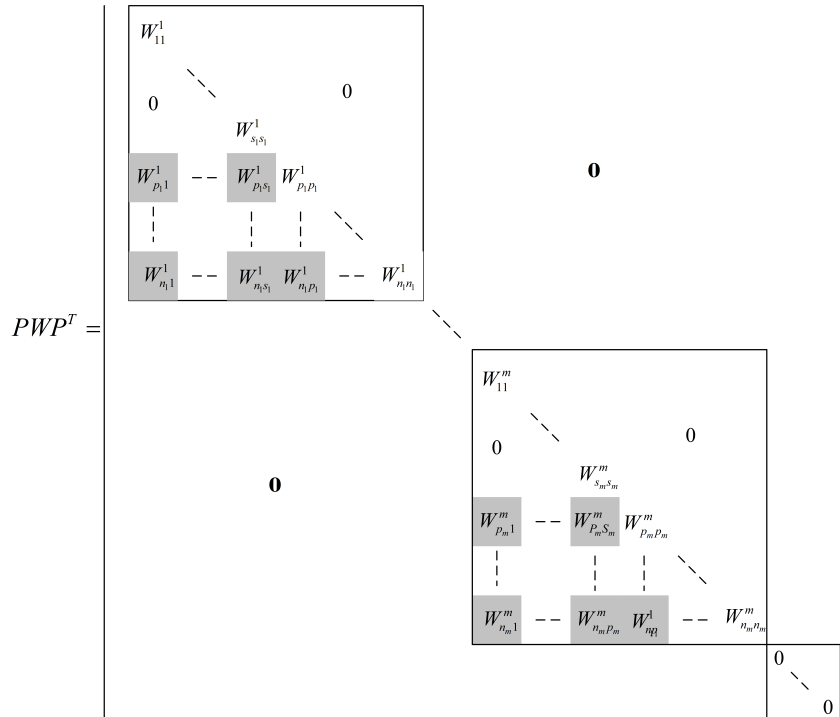 W^1_{11}
0 0
W^1_{s_1s_1}
W^1_{p_11} -- W^1_{p_1s_1} W^1_{p_1p_1}
0
W^1_{n_11} -- W^1_{n_1s_1} W^1_{n_1p_1} -- W^1_{n_1n_1}
PWP^T =
W^m_{11}
0 0
W^m_{s_ms_m}
0
W^m_{p_m1} -- W^m_{P_mS_m} W^m_{p_mp_m}
W^m_{n_m1} -- W^m_{n_mp_m} W^1_{n_1p_1} -- W^m_{n_mn_m}
0
0